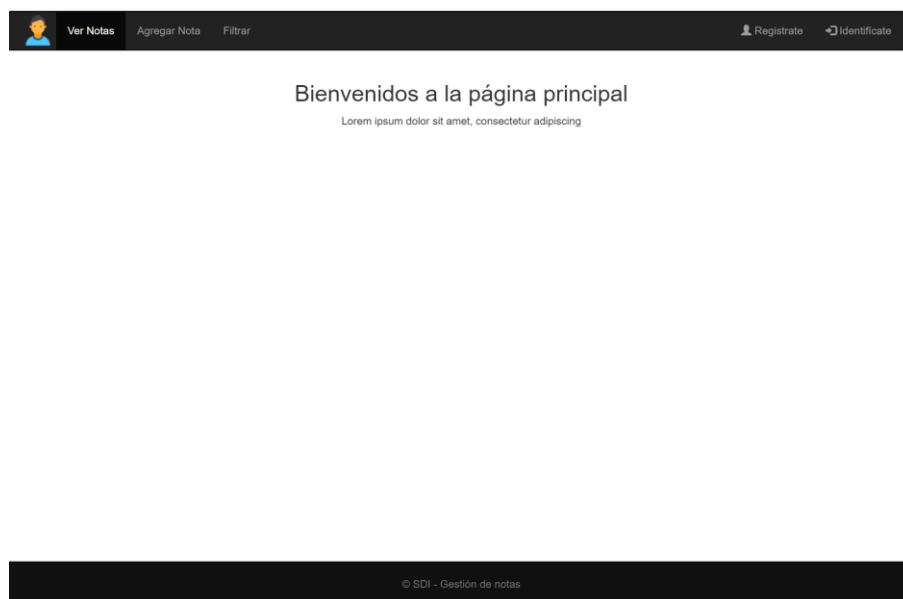 Ver Notas Agregar Nota Filtrar Registrate Identificate
Bienvenidos a la página principal
Lorem ipsum dolor sit amet, consectetur adipiscing
© SDI - Gestión de notas